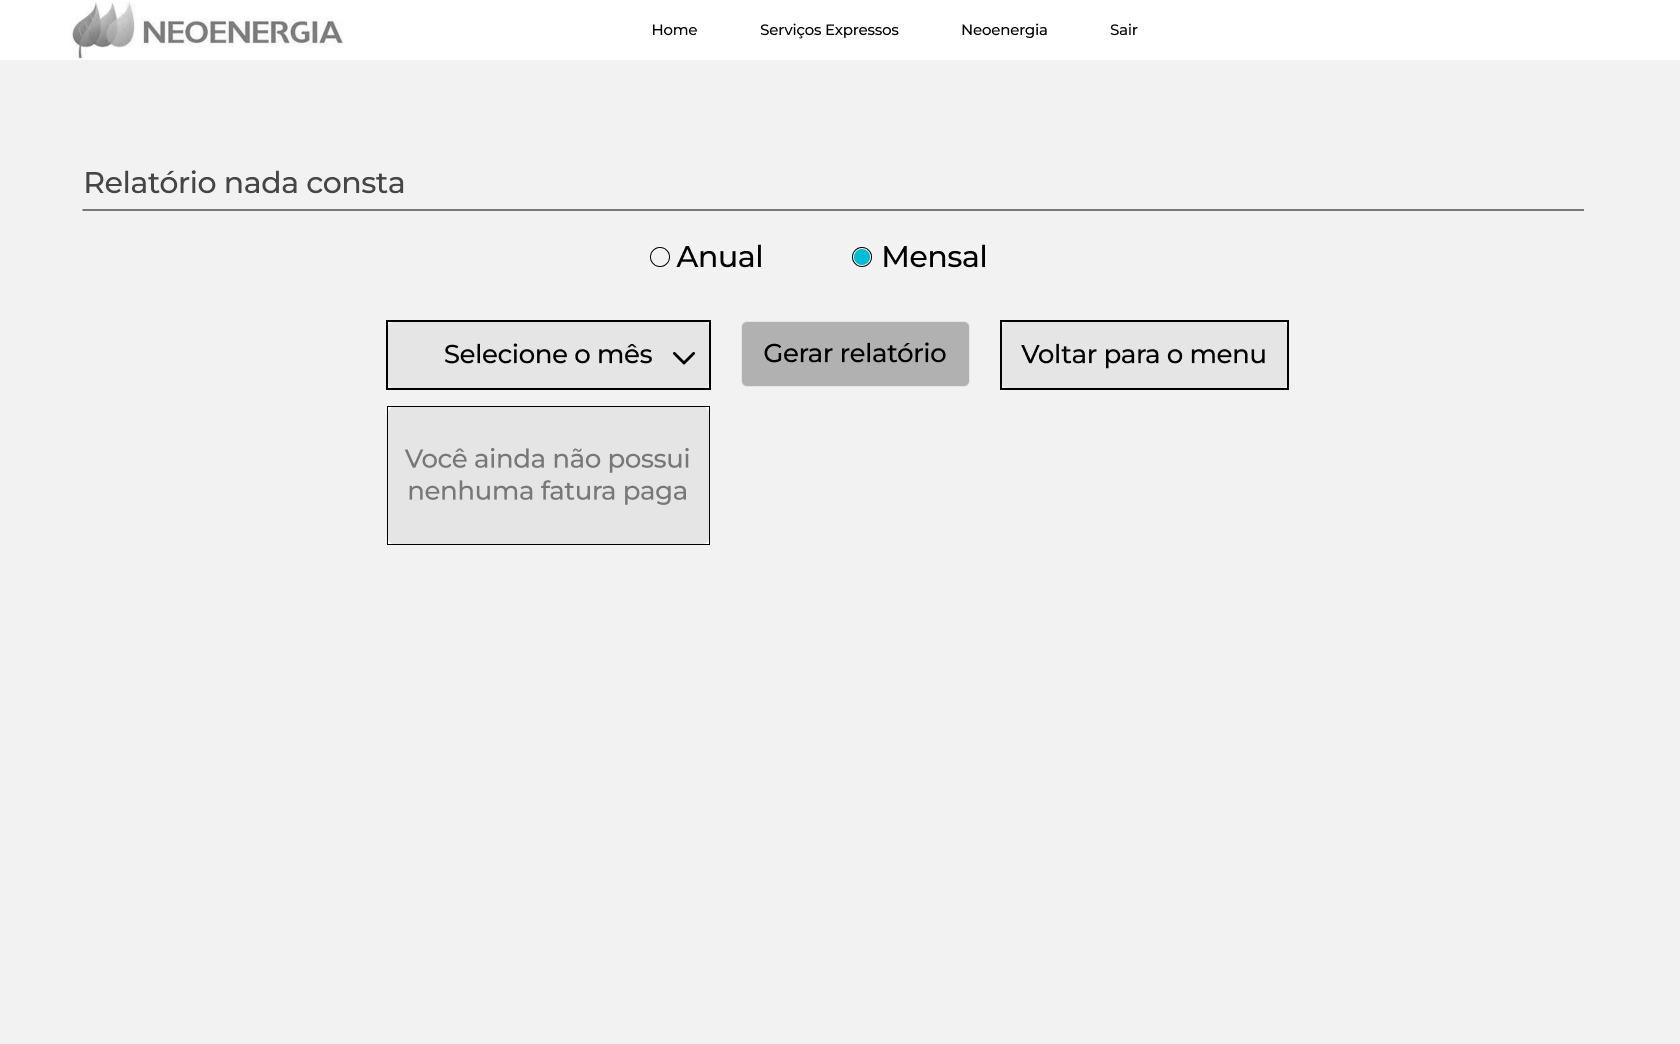 NEOENERGIA
Home
Serviços Expressos
Neoenergia
Sair
Relatório nada consta
Anual
Mensal
Selecione o mês
Gerar relatório
Voltar para o menu
Você ainda não possui
nenhuma fatura paga